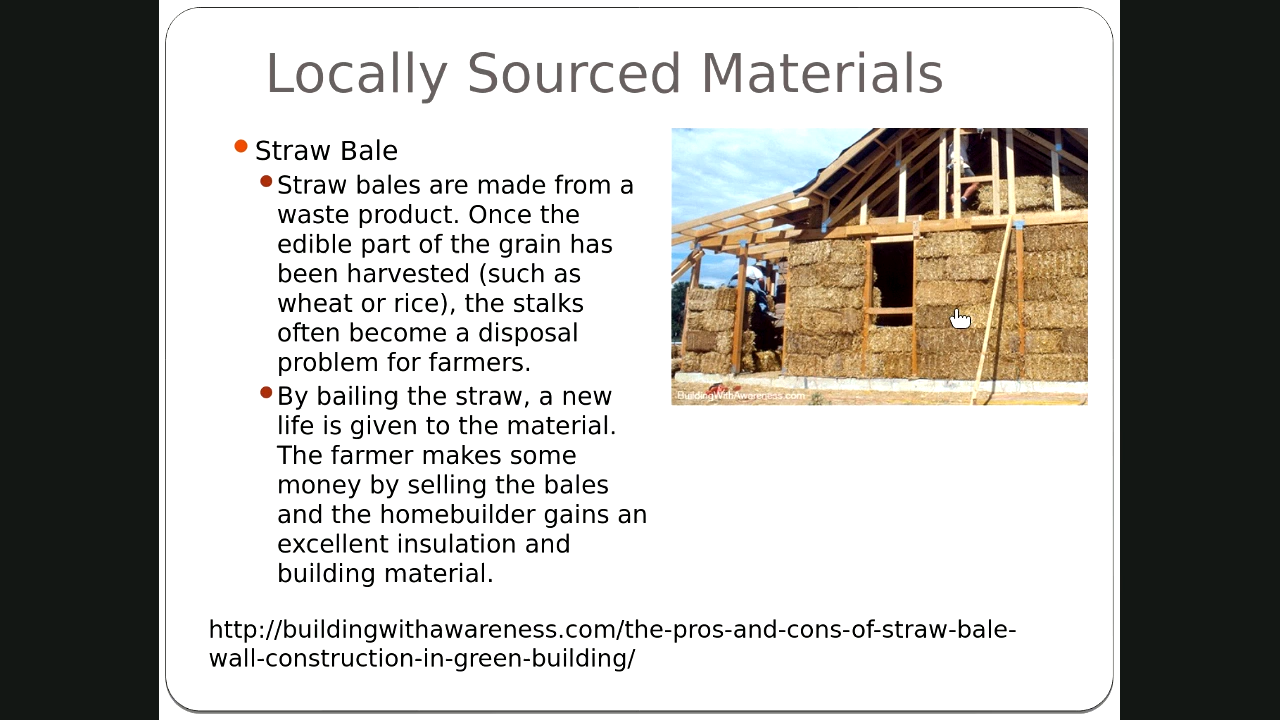 Locally Sourced Materials
Straw Bale
Straw bales are made from a
waste product. Once the
edible part of the grain has
been harvested (such as
wheat or rice), the stalks
often become a disposal
problem for farmers.
By bailing the straw, a new
life is given to the material.
The farmer makes some
money by selling the bales
and the homebuilder gains an
excellent insulation and
building material.
BuildingWithAwareness.com
http://buildingwithawareness.com/the-pros-and-cons-of-straw-bale-
wall-construction-in-green-building/